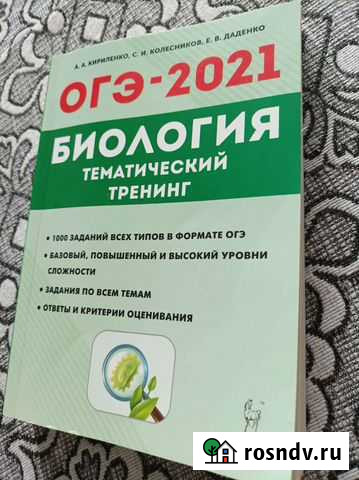 А. А. КИРИЛЕНКО, С. И. КОЛЕСНИКОВ, Е. В. ДАДЕНКО
ОГЭ-2021
БИОЛОГИЯ
ТЕМАТИЧЕСКИЙ
ТРЕНИНГ
• 1000 ЗАДАНИЙ ВСЕХ ТИПОВ В ФОРМАТЕ ОГЭ
• БАЗОВЫЙ, ПОВЫШЕННЫЙ И ВЫСОКИЙ УРОВНИ
СЛОЖНОСТИ
• ЗАДАНИЯ ПО ВСЕМ ТЕМАМ
• ОТВЕТЫ И КРИТЕРИИ ОЦЕНИВАНИЯ
rosndv.ru